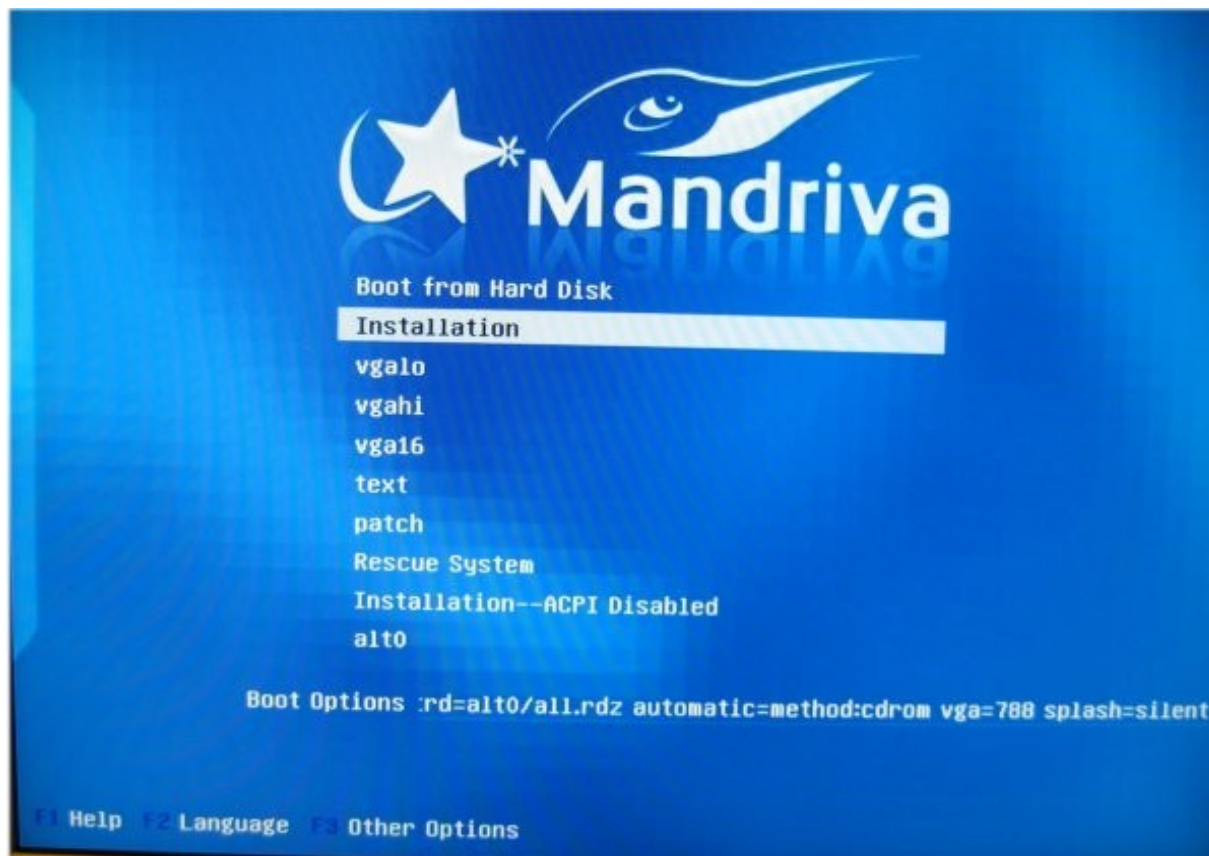 Mandriva
Boot from Hard Disk
Installation
vgalo
vgahi
vga16
text
patch
Rescue System
Installation--ACPI Disabled
alt0
Boot Options :rd=alt0/all.rdz automatic=method:cdrom vga=788 splash=silent
F1 Help F2 Language F3 Other Options